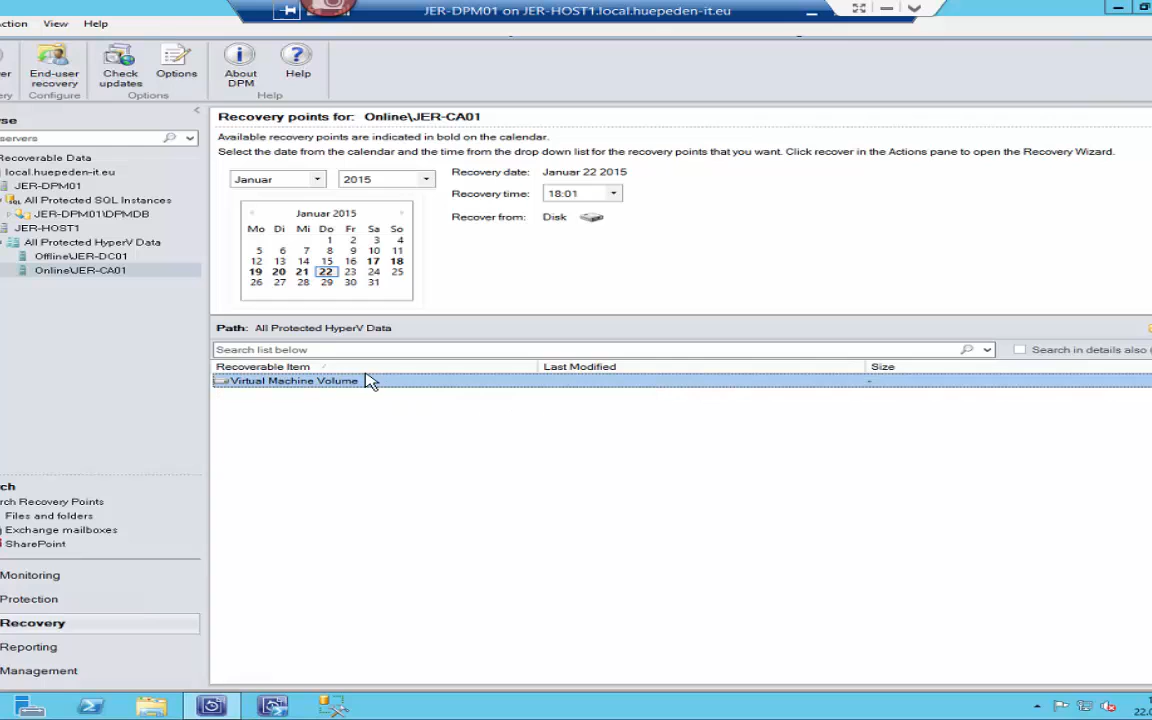 JER-DPM01 on JER-HOST1.local.huepeden-it.eu
ction View Help
er End-user recovery Check updates Options About DPM Help
ery Configure Options Help
se
servers
Recoverable Data
local.huepeden-it.eu
JER-DPM01
All Protected SQL Instances
JER-DPM01\DPMDB
JER-HOST1
All Protected HyperV Data
Offline\JER-DC01
Online\JER-CA01
Recovery points for: Online\JER-CA01
Available recovery points are indicated in bold on the calendar.
Select the date from the calendar and the time from the drop down list for the recovery points that you want. Click recover in the Actions pane to open the Recovery Wizard.
Januar 2015
Recovery date: Januar 22 2015
Recovery time: 18:01
Recover from: Disk
Januar 2015
Mo Di Mi Do Fr Sa So
1 2 3 4
5 6 7 8 9 10 11
12 13 14 15 16 17 18
19 20 21 22 23 24 25
26 27 28 29 30 31
Path: All Protected HyperV Data
Search list below
Search in details also (
Recoverable Item Last Modified Size
Virtual Machine Volume -
ch
rch Recovery Points
Files and folders
Exchange mailboxes
SharePoint
Monitoring
Protection
Recovery
Reporting
Management
22.0